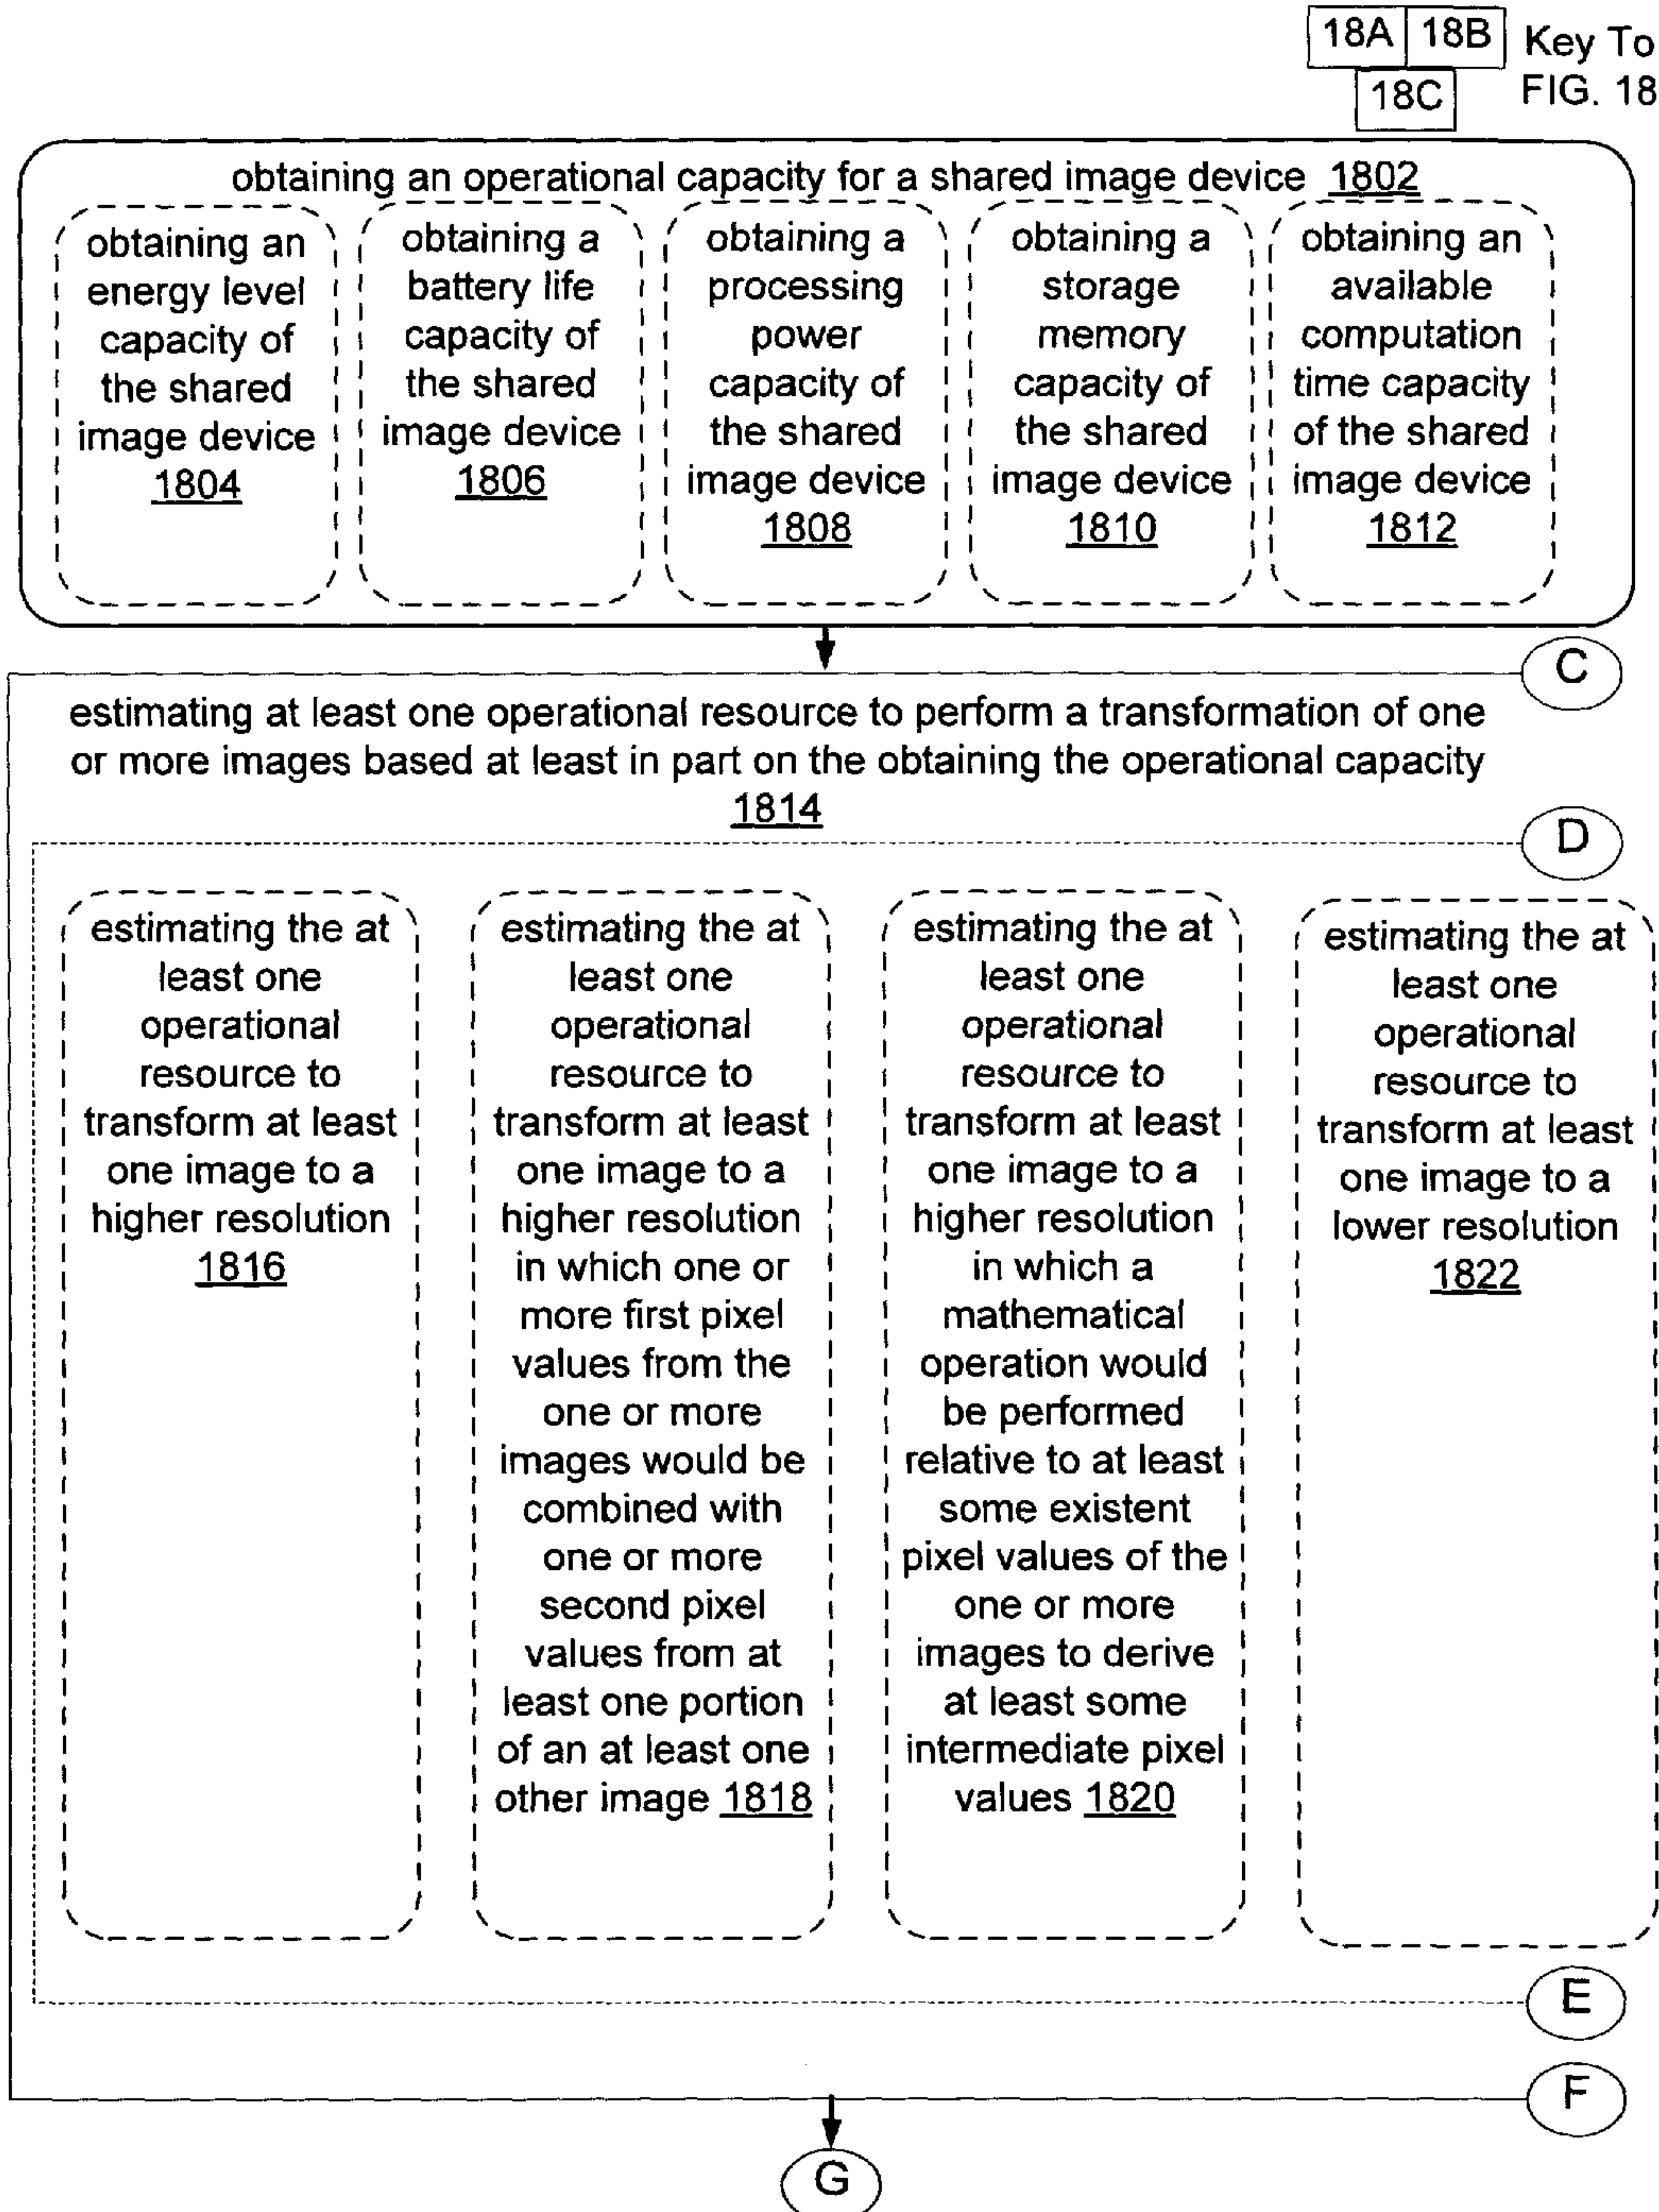 18A 18B Key To
18C FIG. 18
obtaining an operational capacity for a shared image device 1802
obtaining an
energy level
capacity of
the shared
image device
1804
obtaining a
battery life
capacity of
the shared
image device
1806
obtaining a
processing
power
capacity of
the shared
image device
1808
obtaining a
storage
memory
capacity of
the shared
image device
1810
obtaining an
available
computation
time capacity
of the shared
image device
1812
C
estimating at least one operational resource to perform a transformation of one
or more images based at least in part on the obtaining the operational capacity
1814
D
estimating the at
least one
operational
resource to
transform at least
one image to a
higher resolution
1816
estimating the at
least one
operational
resource to
transform at least
one image to a
higher resolution
in which one or
more first pixel
values from the
one or more
images would be
combined with
one or more
second pixel
values from at
least one portion
of an at least one
other image 1818
estimating the at
least one
operational
resource to
transform at least
one image to a
higher resolution
in which a
mathematical
operation would
be performed
relative to at least
some existent
pixel values of the
one or more
images to derive
at least some
intermediate pixel
values 1820
estimating the at
least one
operational
resource to
transform at least
one image to a
lower resolution
1822
E
F
G